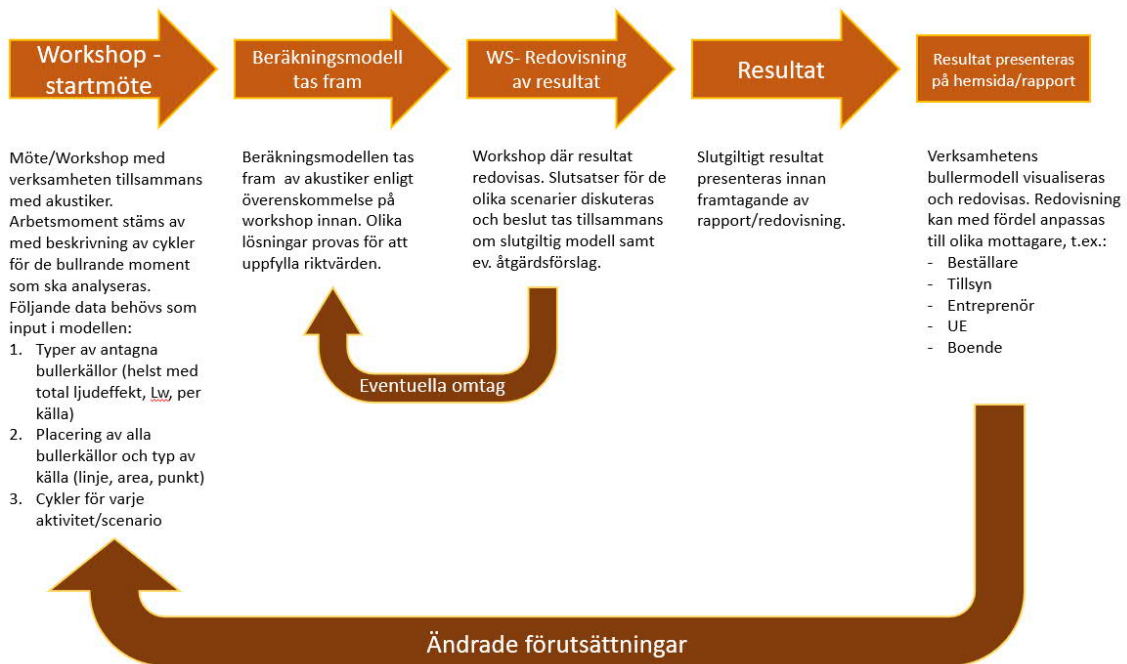 Workshop -
startmöte
Beräkningsmodell
tas fram
WS- Redovisning
av resultat
Resultat
Resultat presenteras
på hemsida/rapport
Möte/Workshop med
verksamheten tillsammans
med akustiker.
Arbetsmoment stäms av
med beskrivning av cykler
för de bullrande moment
som ska analyseras.
Följande data behövs som
input i modellen:
1. Typer av antagna
bullerkällor (helst med
total ljudeffekt, Lw, per
källa)
2. Placering av alla
bullerkällor och typ av
källa (linje, area, punkt)
3. Cykler för varje
aktivitet/scenario
Beräkningsmodellen tas
fram av akustiker enligt
överenskommelse på
workshop innan. Olika
lösningar provas för att
uppfylla riktvärden.
Workshop där resultat
redovisas. Slutsatser för de
olika scenarier diskuteras
och beslut tas tillsammans
om slutgiltig modell samt
ev. åtgärdsförslag.
Slutgiltigt resultat
presenteras innan
framtagande av
rapport/redovisning.
Verksamhetens
bullermodell visualiseras
och redovisas. Redovisning
kan med fördel anpassas
till olika mottagare, t.ex.:
- Beställare
- Tillsyn
- Entreprenör
- UE
- Boende
Eventuella omtag
Ändrade förutsättningar